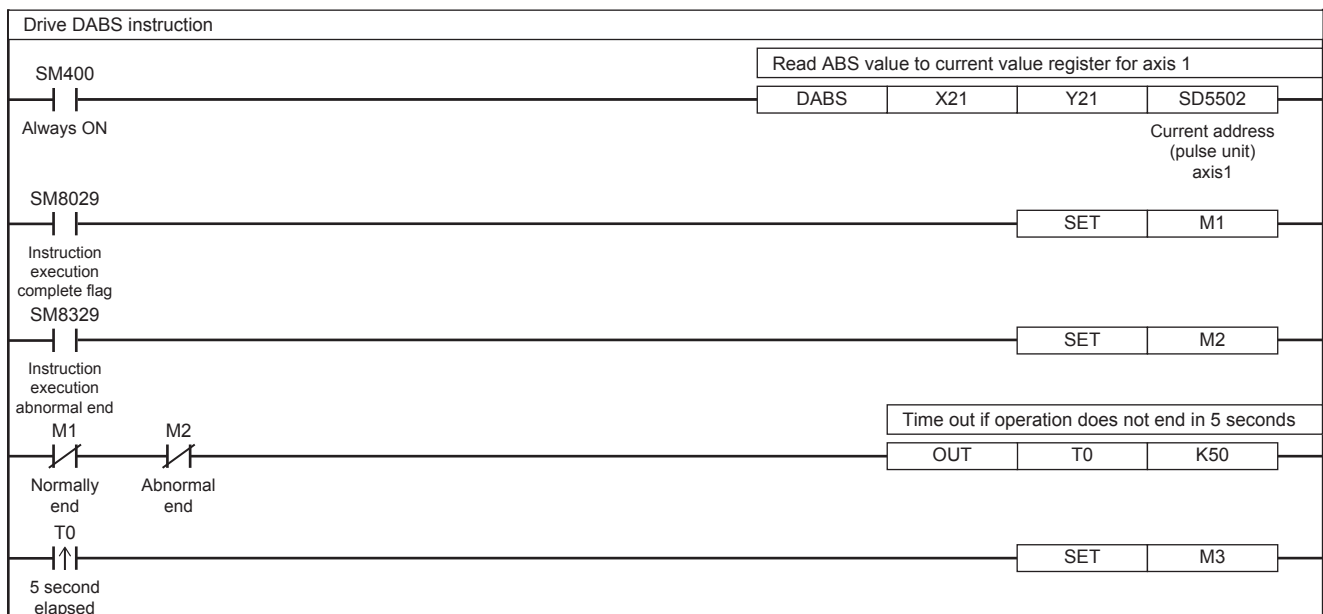 Drive DABS instruction
Read ABS value to current value register for axis 1
SM400
DABS X21 Y21 SD5502
Always ON
Current address
(pulse unit)
axis1
SM8029
SET M1
Instruction
execution
complete flag
SM8329
SET M2
Instruction
execution
abnormal end
Time out if operation does not end in 5 seconds
M1 M2
OUT T0 K50
Normally
end
Abnormal
end
T0
SET M3
5 second
elapsed